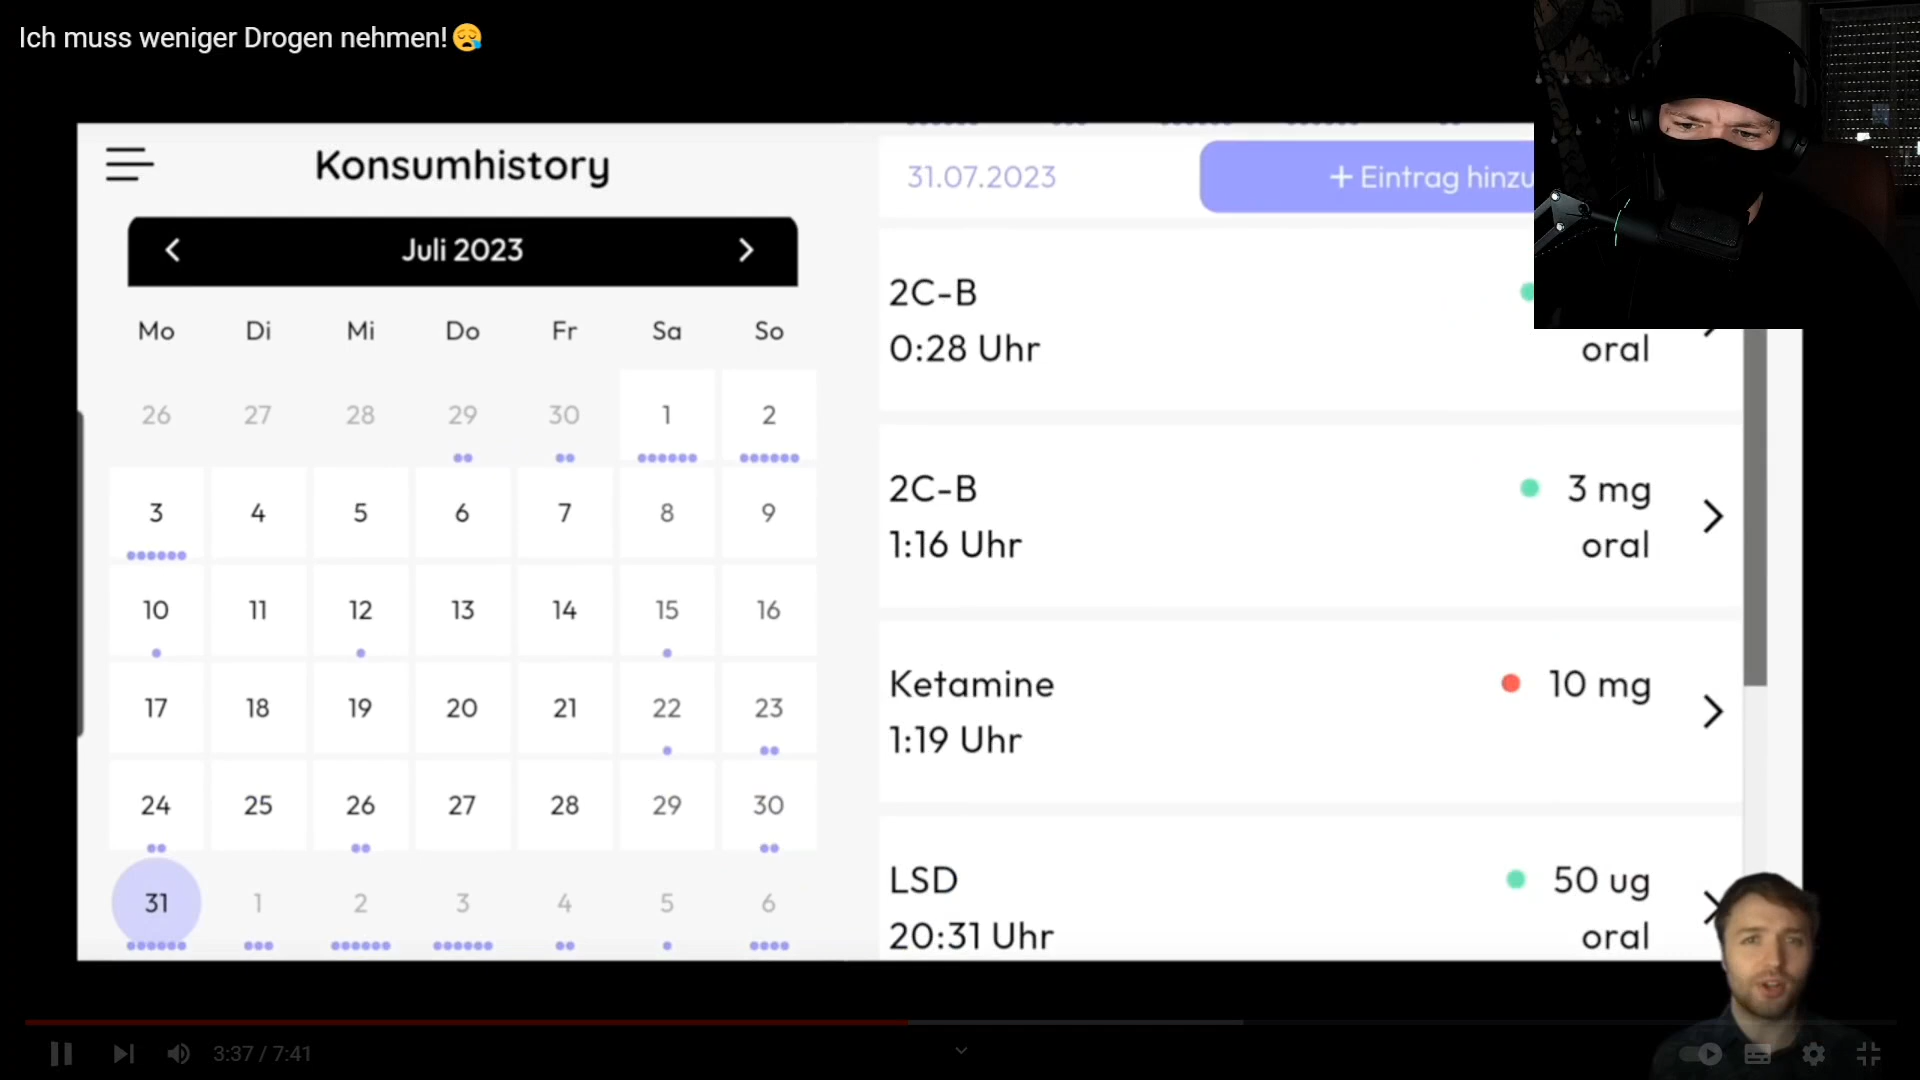 Ich muss weniger Drogen nehmen!😪
Konsumhistory
Juli 2023
Mo Di Mi Do Fr Sa So
26 27 28 29 30 1 2
3 4 5 6 7 8 9
10 11 12 13 14 15 16
17 18 19 20 21 22 23
24 25 26 27 28 29 30
31 1 2 3 4 5 6
31.07.2023
+ Eintrag hinzu
2C-B
0:28 Uhr
oral
2C-B
3 mg
1:16 Uhr
oral
Ketamine
10 mg
1:19 Uhr
LSD
50 ug
20:31 Uhr
oral
3:37 / 7:41